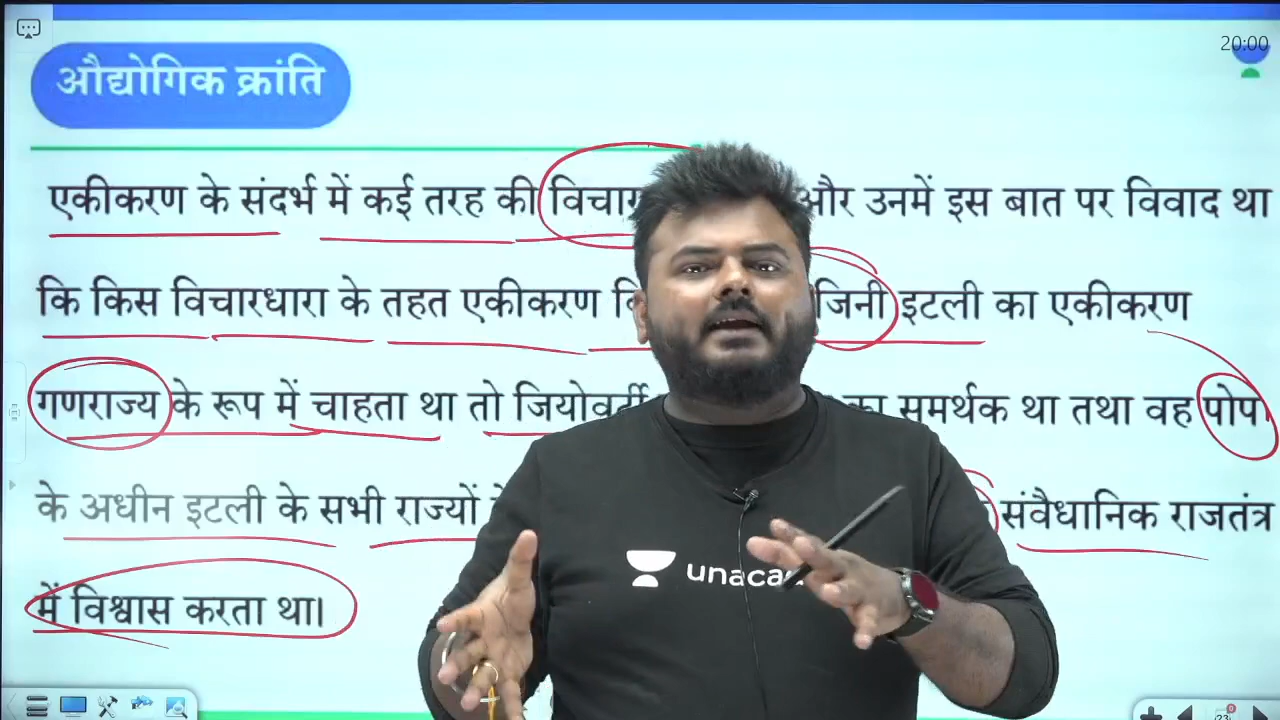 20:00
औद्योगिक क्रांति
एकीकरण के संदर्भ में कई तरह की और उनमें इस बात पर विवाद था
कि किस विचारधारा के तहत एकीकरण इटली का एकीकरण
गणराज्य के रूप में चाहता था तो का समर्थक था तथा वह पोप
के अधीन इटली के सभी राज्यों संवैधानिक राजतंत्र
में विश्वास करता था।